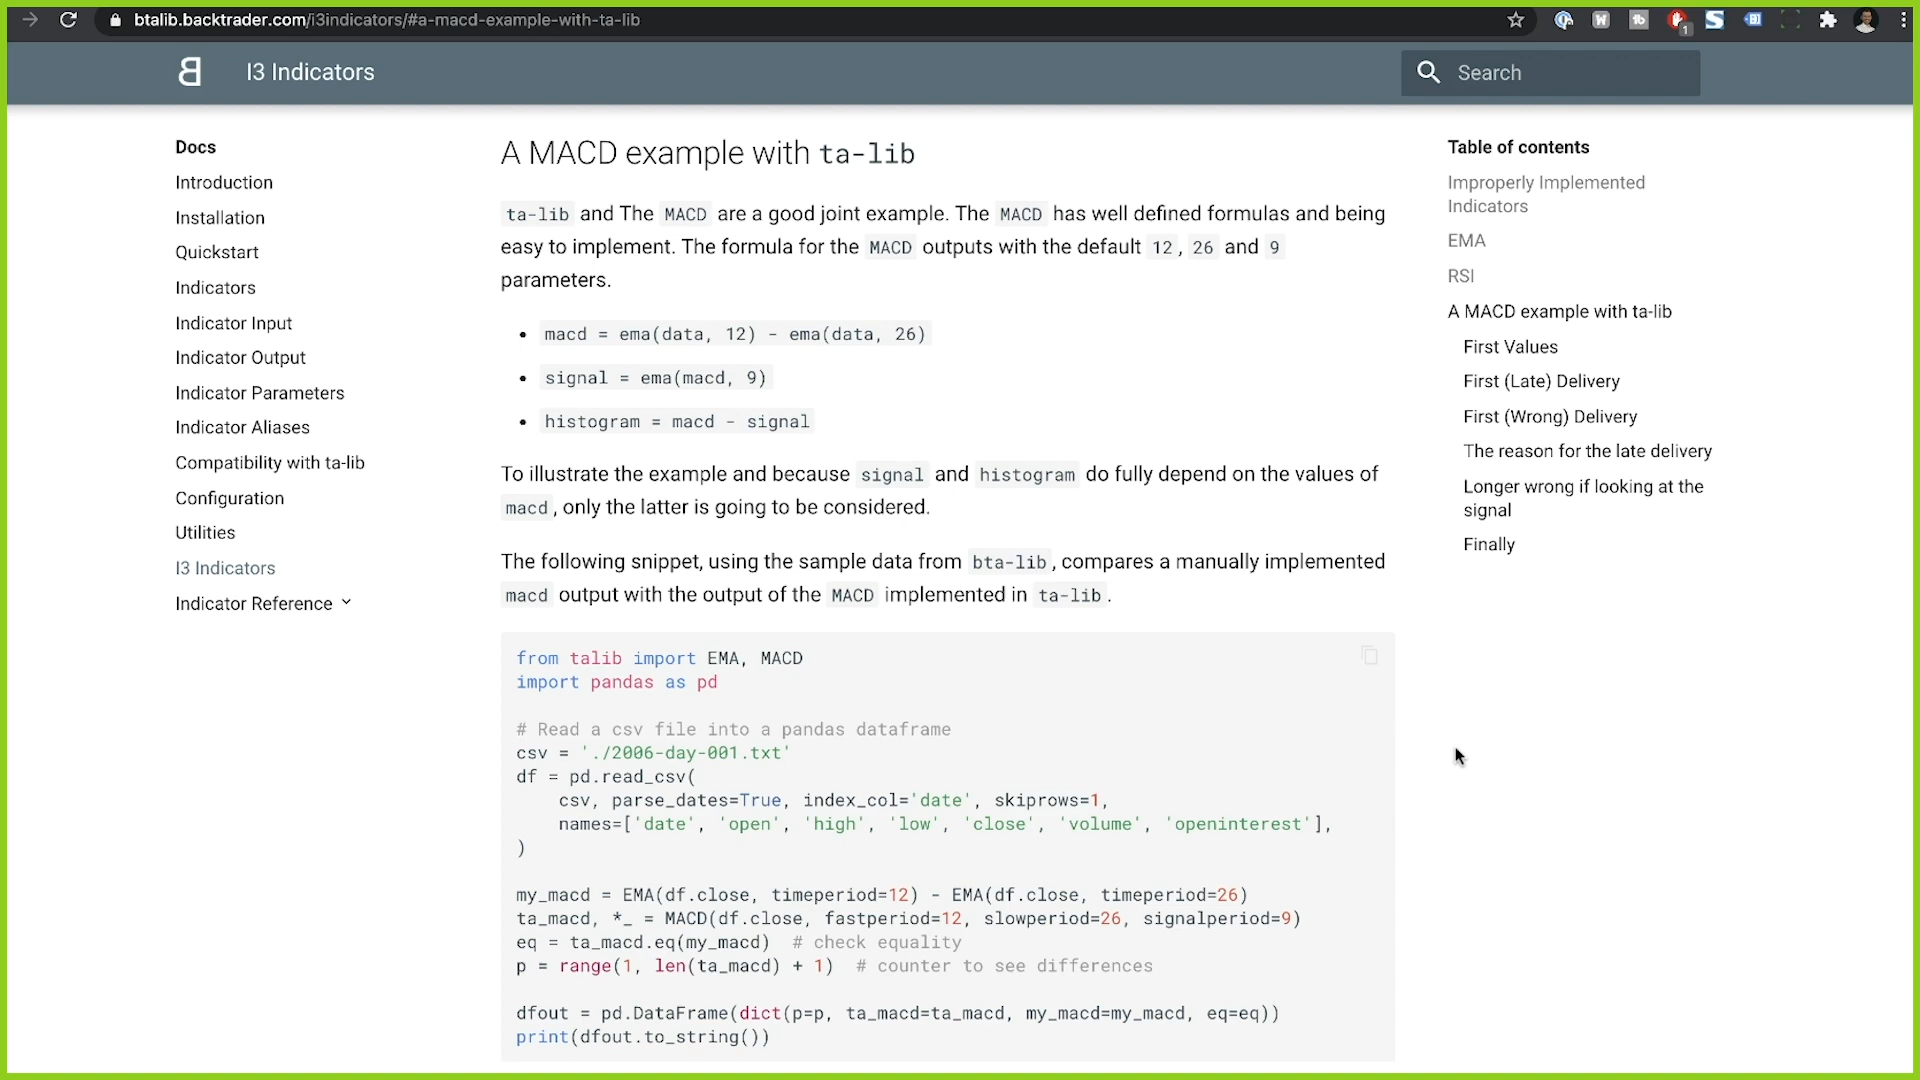 btalib.backtrader.com/i3indicators/#a-macd-example-with-ta-lib
I3 Indicators
Search
Docs
Introduction
Installation
Quickstart
Indicators
Indicator Input
Indicator Output
Indicator Parameters
Indicator Aliases
Compatibility with ta-lib
Configuration
Utilities
I3 Indicators
Indicator Reference
A MACD example with ta-lib
ta-lib and The MACD are a good joint example. The MACD has well defined formulas and being
easy to implement. The formula for the MACD outputs with the default 12, 26 and 9
parameters.
• macd = ema(data, 12) - ema(data, 26)
• signal = ema(macd, 9)
• histogram = macd - signal
To illustrate the example and because signal and histogram do fully depend on the values of
macd, only the latter is going to be considered.
The following snippet, using the sample data from bta-lib, compares a manually implemented
macd output with the output of the MACD implemented in ta-lib.
from talib import EMA, MACD
import pandas as pd
# Read a csv file into a pandas dataframe
csv = './2006-day-001.txt'
df = pd.read_csv(
    csv, parse_dates=True, index_col='date', skiprows=1,
    names=['date', 'open', 'high', 'low', 'close', 'volume', 'openinterest'],
)
my_macd = EMA(df.close, timeperiod=12) - EMA(df.close, timeperiod=26)
ta_macd, *_ = MACD(df.close, fastperiod=12, slowperiod=26, signalperiod=9)
eq = ta_macd.eq(my_macd)  # check equality
p = range(1, len(ta_macd) + 1)  # counter to see differences
dfout = pd.DataFrame(dict(p=p, ta_macd=ta_macd, my_macd=my_macd, eq=eq))
print(dfout.to_string())
Table of contents
Improperly Implemented
Indicators
EMA
RSI
A MACD example with ta-lib
First Values
First (Late) Delivery
First (Wrong) Delivery
The reason for the late delivery
Longer wrong if looking at the
signal
Finally